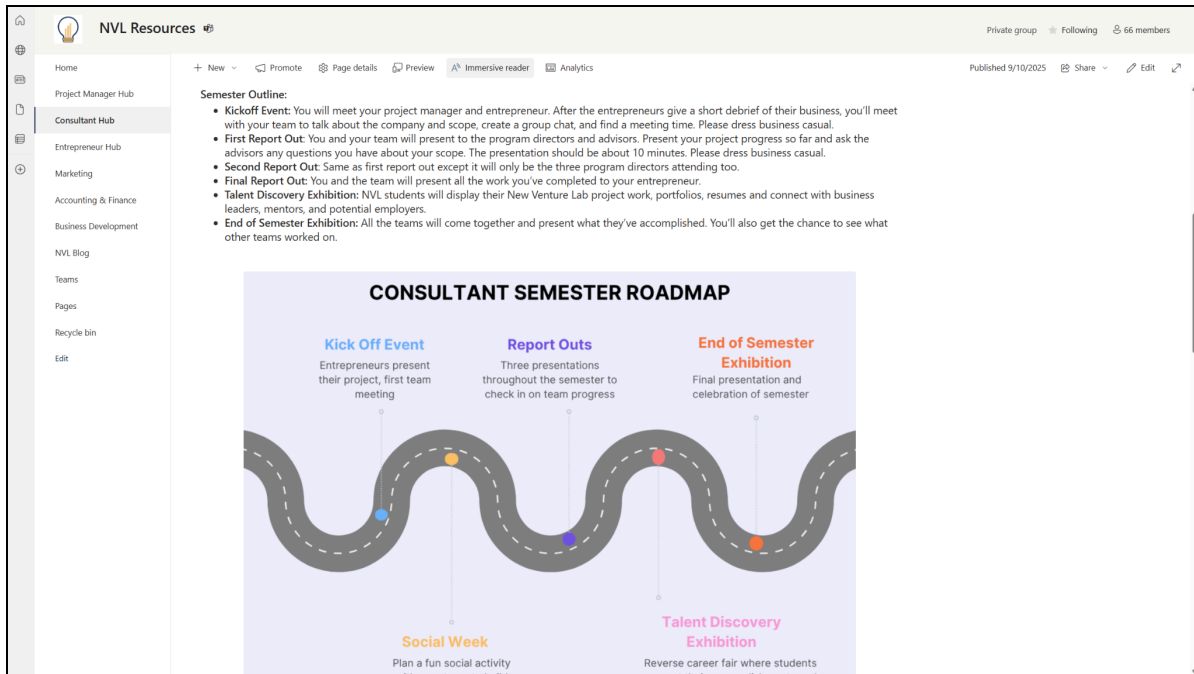 NVL Resources
Private group
Following
66 members
Home
Project Manager Hub
Consultant Hub
Entrepreneur Hub
Marketing
Accounting & Finance
Business Development
NVL Blog
Teams
Pages
Recycle bin
Edit
+ New
Promote
Page details
Preview
Immersive reader
Analytics
Published 9/10/2025
Share
Edit
Semester Outline:
• Kickoff Event: You will meet your project manager and entrepreneur. After the entrepreneurs give a short debrief of their business, you'll meet
with your team to talk about the company and scope, create a group chat, and find a meeting time. Please dress business casual.
• First Report Out: You and your team will present to the program directors and advisors. Present your project progress so far and ask the
advisors any questions you have about your scope. The presentation should be about 10 minutes. Please dress business casual.
• Second Report Out: Same as first report out except it will only be the three program directors attending too.
• Final Report Out: You and the team will present all the work you've completed to your entrepreneur.
• Talent Discovery Exhibition: NVL students will display their New Venture Lab project work, portfolios, resumes and connect with business
leaders, mentors, and potential employers.
• End of Semester Exhibition: All the teams will come together and present what they've accomplished. You'll also get the chance to see what
other teams worked on.
CONSULTANT SEMESTER ROADMAP
Kick Off Event
Entrepreneurs present
their project, first team
meeting
Report Outs
Three presentations
throughout the semester to
check in on team progress
End of Semester
Exhibition
Final presentation and
celebration of semester
Social Week
Plan a fun social activity
Talent Discovery
Exhibition
Reverse career fair where students